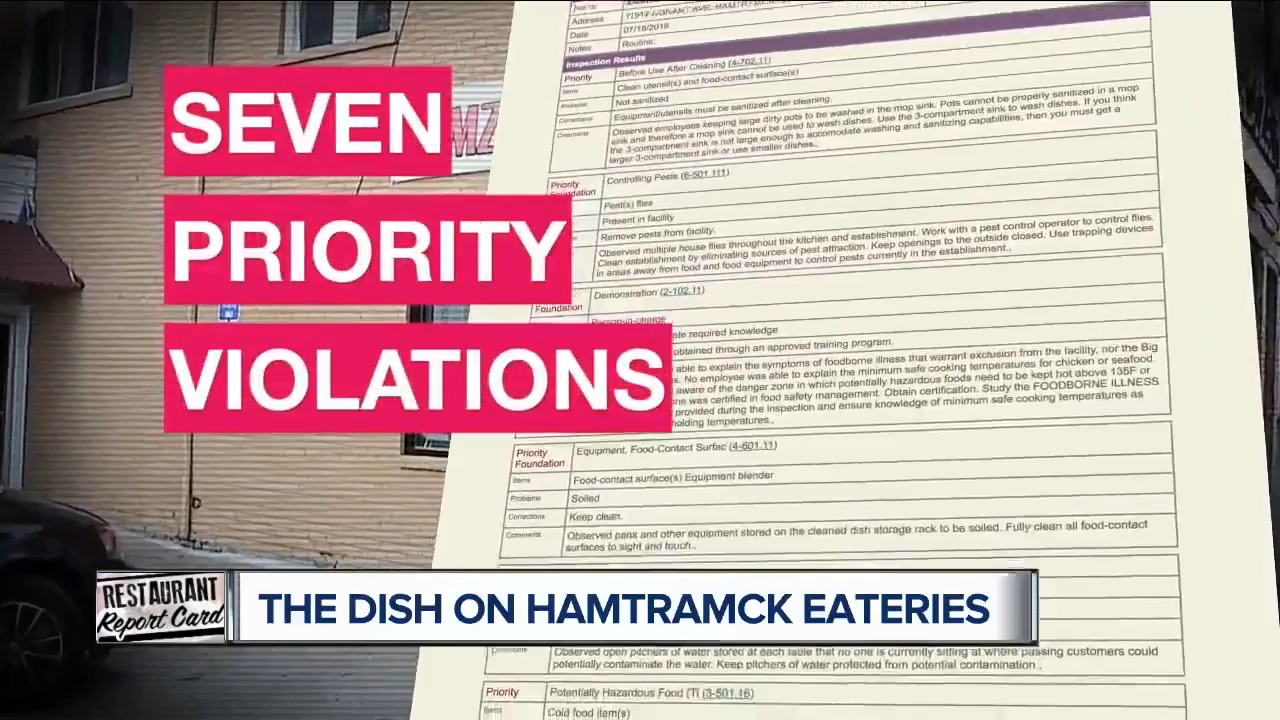 SEVEN
PRIORITY
VIOLATIONS
MZ
Name
Address
Date
07/18/2018
Notes
Routine:
Inspection Results
Priority
Before Use After Cleaning (4-702.11)
Items
Clean utensil(s) and food-contact surface(s)
Problems
Not sanitized
Corrections
Equipment/utensils must be sanitized after cleaning.
Comments
Observed employees keeping large dirty pots to be washed in the mop sink. Pots cannot be properly sanitized in a mop
sink and therefore a mop sink cannot be used to wash dishes. Use the 3-compartment sink to wash dishes. If you think
the 3-compartment sink is not large enough to accomodate washing and sanitizing capabilities, then you must get a
larger 3-compartment sink or use smaller dishes..
Priority
Foundation
Controlling Pests (6-501.111)
Pest(s) flies
Present in facility
Remove pests from facility.
Observed multiple house flies throughout the kitchen and establishment. Work with a pest control operator to control flies.
Clean establishment by eliminating sources of pest attraction. Keep openings to the outside closed. Use trapping devices
in areas away from food and food equipment to control pests currently in the establishment..
Foundation
Demonstration (2-102.11)
Person-in-charge
required knowledge
obtained through an approved training program.
able to explain the symptoms of foodborne illness that warrant exclusion from the facility, nor the Big
No employee was able to explain the minimum safe cooking temperatures for chicken or seafood.
aware of the danger zone in which potentially hazardous foods need to be kept hot above 135F or
was certified in food safety management. Obtain certification. Study the FOODBORNE ILLNESS
provided during the inspection and ensure knowledge of minimum safe cooking temperatures as
holding temperatures..
Priority
Foundation
Equipment, Food-Contact Surfac (4-601.11)
Items
Food-contact surface(s) Equipment blender
Problems
Soiled
Corrections
Keep clean.
Comments
Observed pans and other equipment stored on the cleaned dish storage rack to be soiled. Fully clean all food-contact
surfaces to sight and touch..
RESTAURANT
Report Card
THE DISH ON HAMTRAMCK EATERIES
Comments
Observed open pitchers of water stored at each table that no one is currently sitting at where passing customers could
potentially contaminate the water. Keep pitchers of water protected from potential contamination..
Priority
Potentially Hazardous Food (Ti (3-501.16)
Items
Cold food item(s)